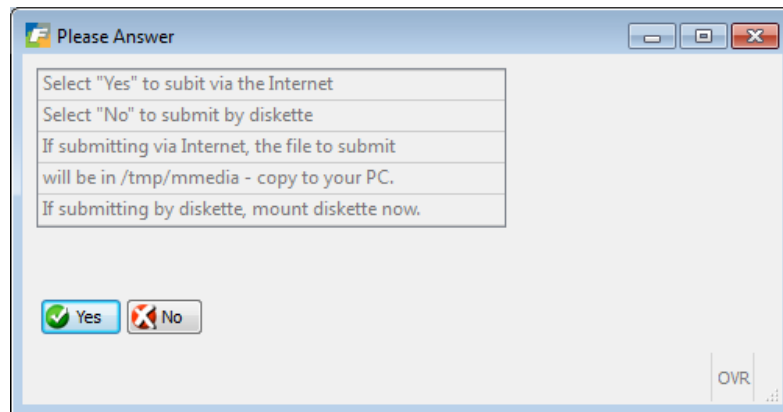 Please Answer
Select "Yes" to subit via the Internet
Select "No" to submit by diskette
If submitting via Internet, the file to submit
will be in /tmp/mmedia - copy to your PC.
If submitting by diskette, mount diskette now.
Yes No
OVR